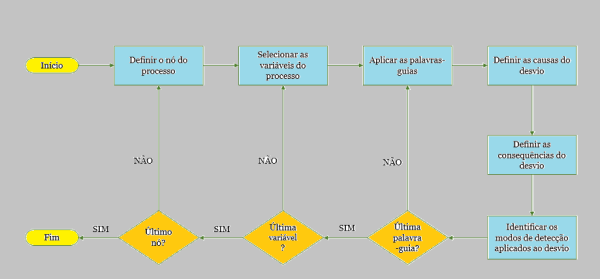 Início
Definir o nó do
processo
Selecionar as
variáveis do
processo
Aplicar as palavras-
guias
Definir as causas do
desvio
Definir as
consequências do
desvio
Identificar os
modos de detecção
aplicados ao desvio
Última
palavra
-guia?
NÃO
SIM
Última
variável
?
NÃO
SIM
Último
nó?
NÃO
SIM
Fim